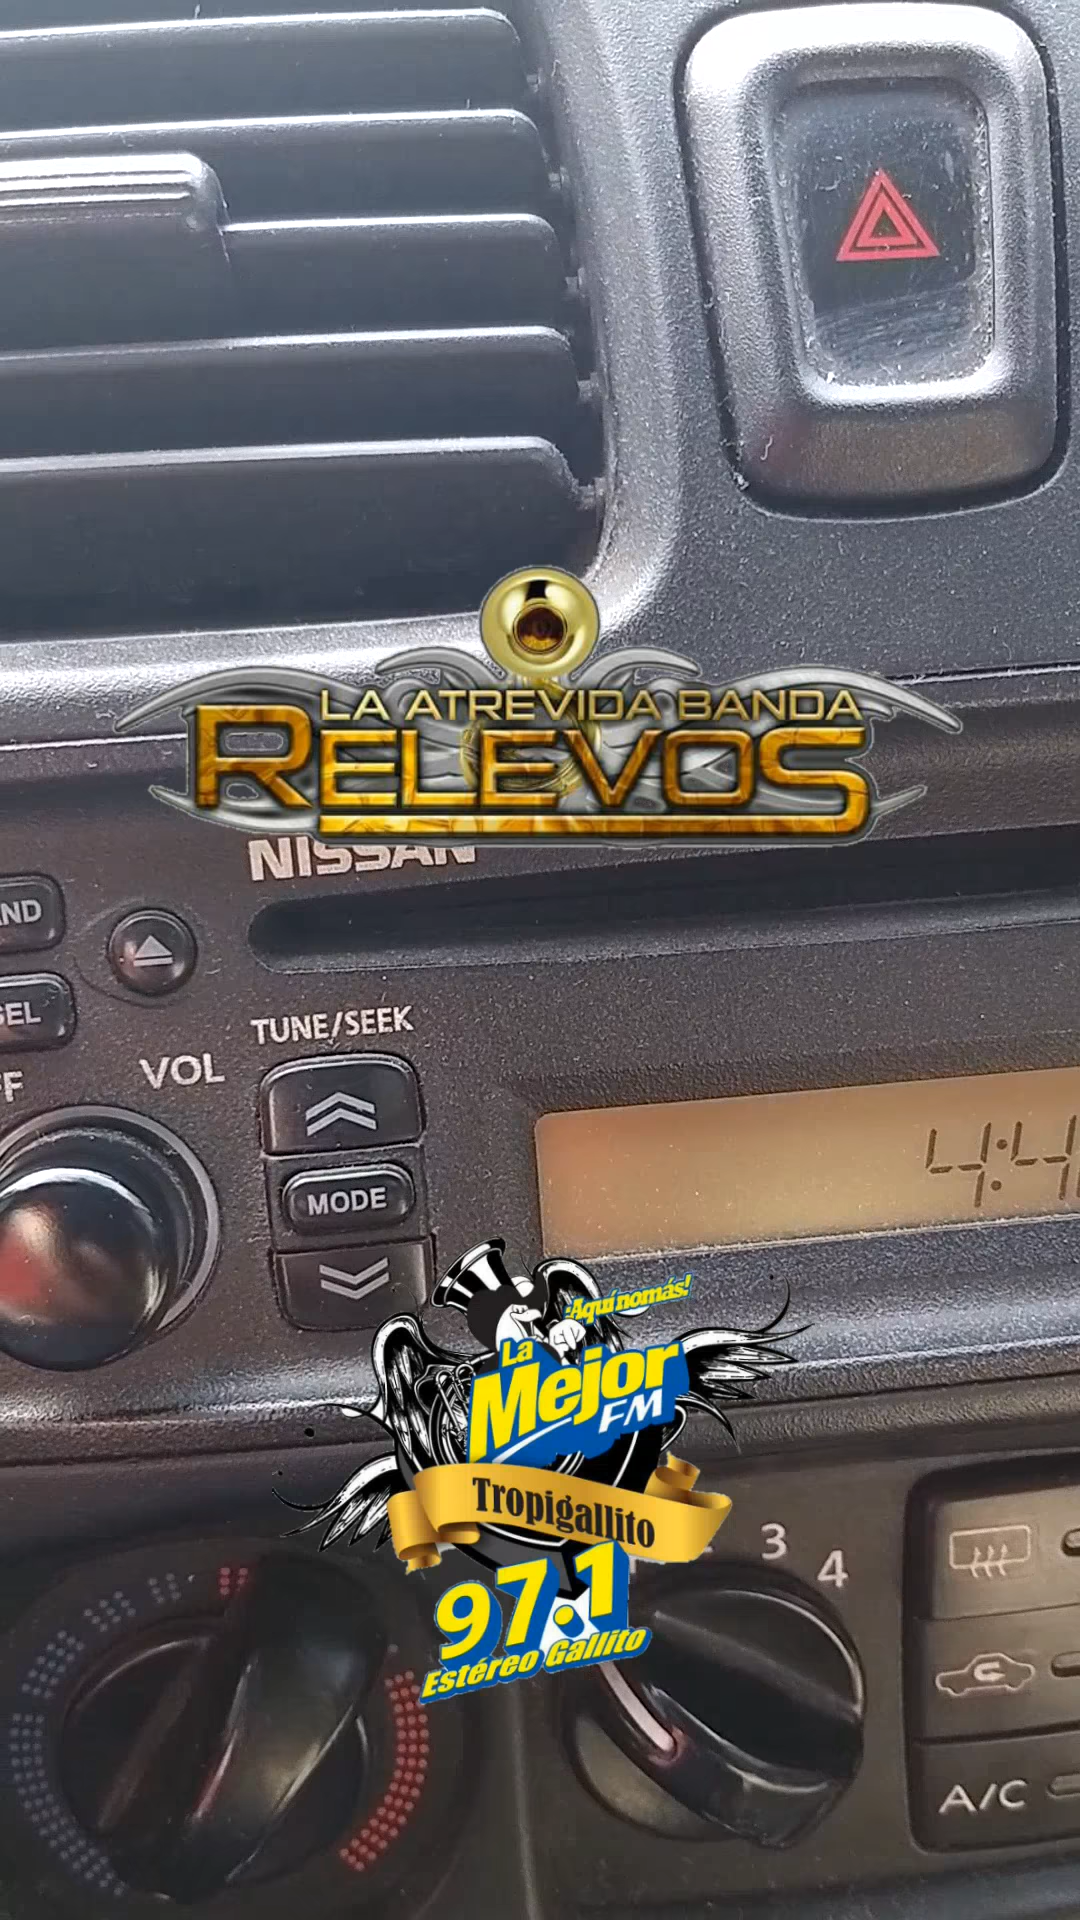 LA ATREVIDA BANDA
RELEVOS
NISSAN
TUNE/SEEK
VOL
MODE
¡Aquí nomás!
La
Mejor
FM
Tropigallito
97.1
Estéreo Gallito
3
4
A/C